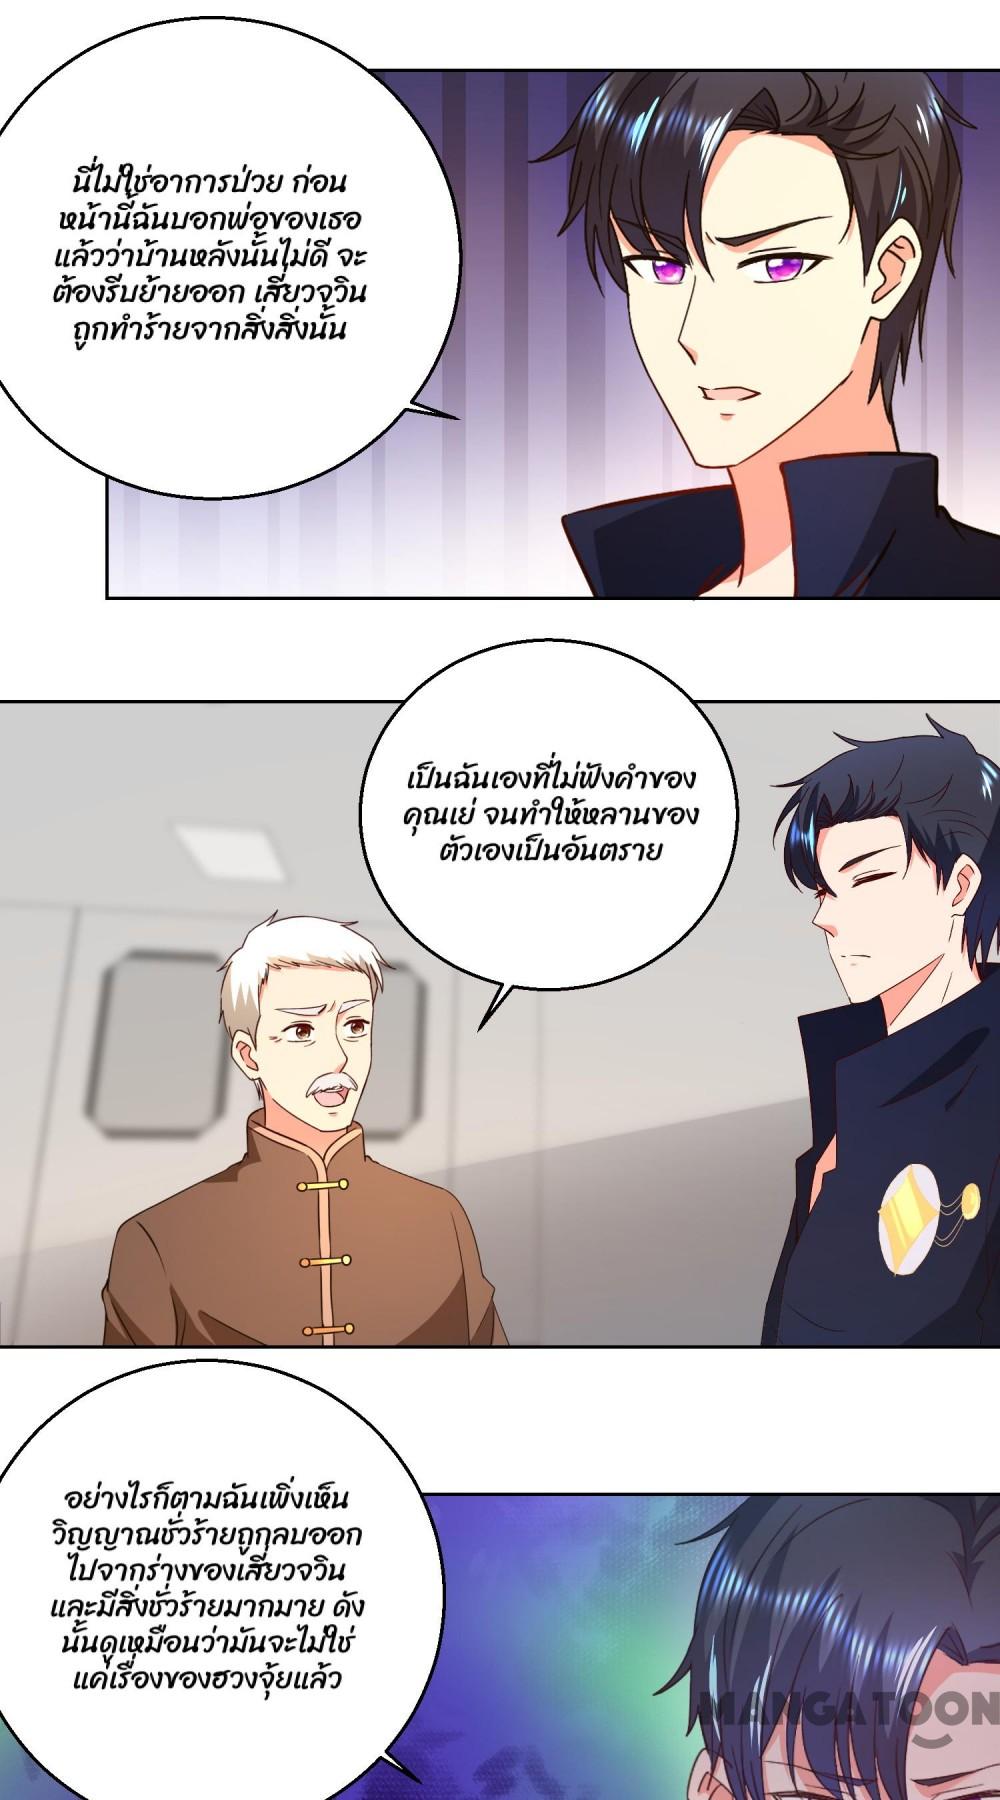 นี่ไม่ใช่อาการป่วย ก่อน
หน้านี้ฉันบอกพ่อของเธอ
แล้วว่าบ้านหลังนั้นไม่ดี จะ
ต้องรีบย้ายออก เสี่ยวจวิน
ถูกทำร้ายจากสิ่งสิ่งนั้น
เป็นฉันเองที่ไม่ฟังคำของ
คุณเย่ จนทำให้หลานของ
ตัวเองเป็นอันตราย
อย่างไรก็ตามฉันเพิ่งเห็น
วิญญาณชั่วร้ายถูกลบออก
ไปจากร่างของเสี่ยวจวิน
และมีสิ่งชั่วร้ายมากมาย ดัง
นั้นดูเหมือนว่ามันจะไม่ใช่
แค่เรื่องของฮวงจุ้ยแล้ว
MANGATOON